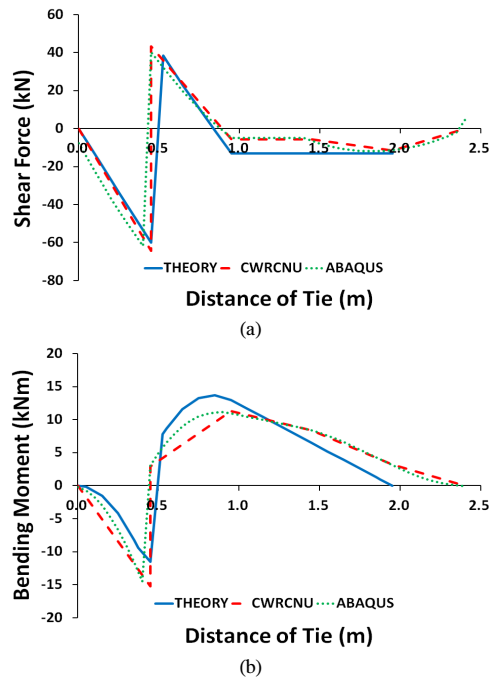 60
40
20
0
-20
-40
-60
-80
0.0 0.5 1.0 1.5 2.0 2.5
Shear Force (kN)
THEORY CWRCNU ABAQUS
Distance of Tie (m)
(a)
20
15
10
5
0
-5
-10
-15
-20
0.0 0.5 1.0 1.5 2.0 2.5
Bending Moment (kNm)
THEORY CWRCNU ABAQUS
Distance of Tie (m)
(b)